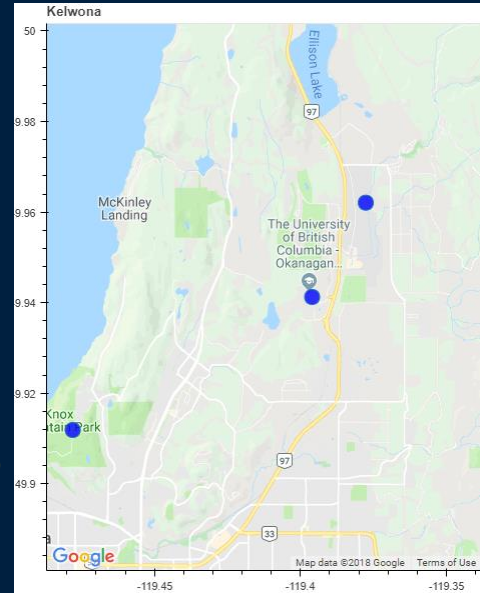 Kelwona
50
9.98
9.96
9.94
9.92
49.9
-119.45
-119.4
-119.35
Ellison Lake
97
McKinley
Landing
The University
of British
Columbia -
Okanagan...
Knox
ntain Park
97
33
a
Google
Map data ©2018 Google
Terms of Use